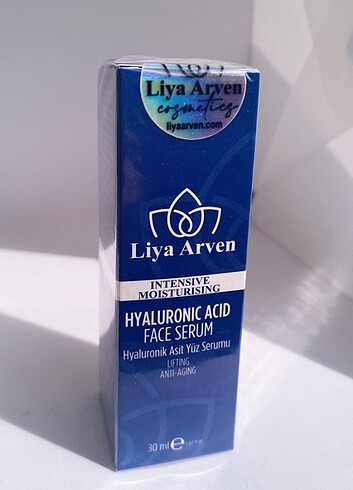 Liya Arven
cosmetics
liyaarven.com
Liya Arven
INTENSIVE
MOISTURISING
HYALURONIC ACID
FACE SERUM
Hyaluronik Asit Yüz Serumu
LIFTING
ANTI-AGING
30 ml e